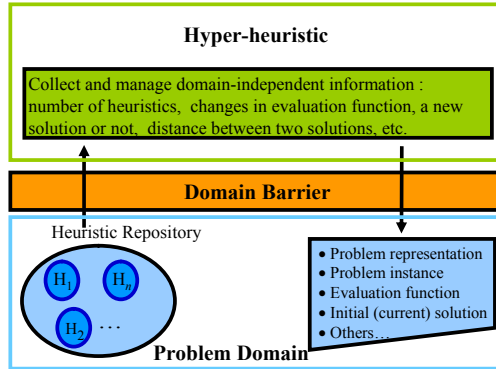 Hyper-heuristic
Collect and manage domain-independent information :
number of heuristics, changes in evaluation function, a new
solution or not, distance between two solutions, etc.
Domain Barrier
Heuristic Repository
H1
Hn
H2 ...
• Problem representation
• Problem instance
• Evaluation function
• Initial (current) solution
• Others…
Problem Domain